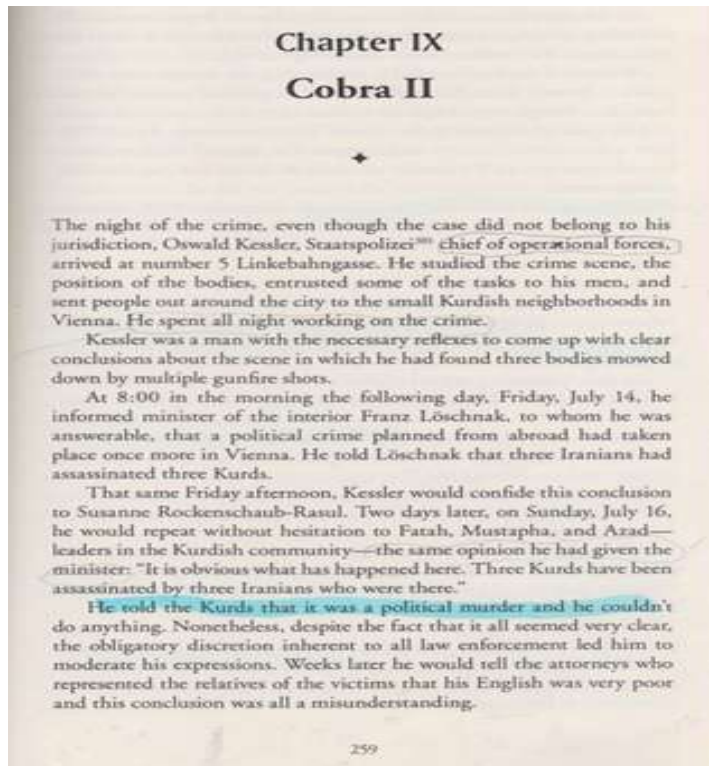 Chapter IX
Cobra II
The night of the crime, even though the case did not belong to his
jurisdiction, Oswald Kessler, Staatspolizei chief of operational forces,
arrived at number 5 Linkebahngasse. He studied the crime scene, the
position of the bodies, entrusted some of the tasks to his men, and
sent people out around the city to the small Kurdish neighborhoods in
Vienna. He spent all night working on the crime.
Kessler was a man with the necessary reflexes to come up with clear
conclusions about the scene in which he had found three bodies mowed
down by multiple gunfire shots.
At 8:00 in the morning the following day, Friday, July 14, he
informed minister of the interior Franz Löschnak, to whom he was
answerable, that a political crime planned from abroad had taken
place once more in Vienna. He told Löschnak that three Iranians had
assassinated three Kurds.
That same Friday afternoon, Kessler would confide this conclusion
to Susanne Rockenschaub-Rasul. Two days later, on Sunday, July 16,
he would repeat without hesitation to Fatah, Mustapha, and Azad—
leaders in the Kurdish community—the same opinion he had given the
minister: “It is obvious what has happened here. Three Kurds have been
assassinated by three Iranians who were there.”
He told the Kurds that it was a political murder and he couldn’t
do anything. Nonetheless, despite the fact that it all seemed very clear,
the obligatory discretion inherent to all law enforcement led him to
moderate his expressions. Weeks later he would tell the attorneys who
represented the relatives of the victims that his English was very poor
and this conclusion was all a misunderstanding.
259